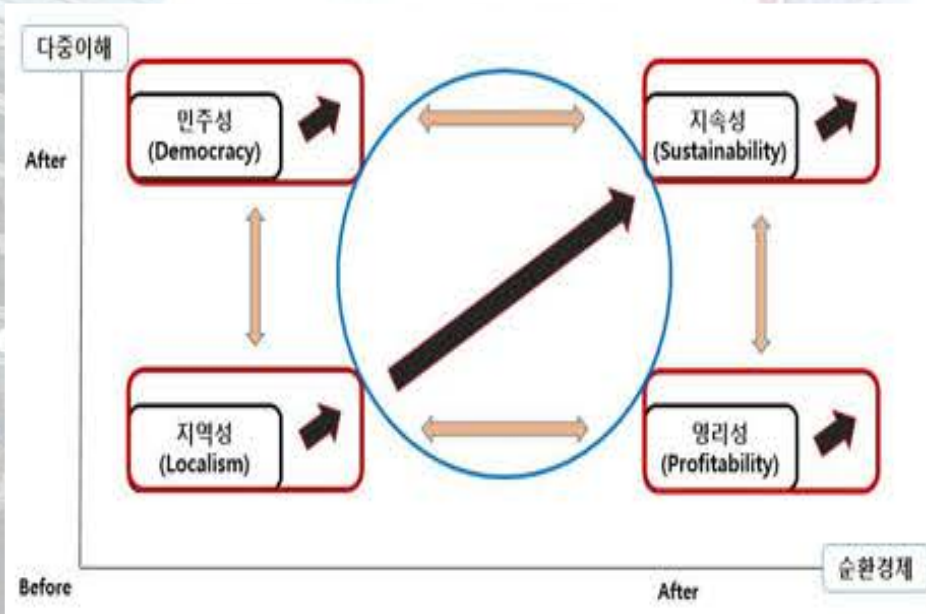 다중이해
민주성
(Democracy)
지속성
(Sustainability)
After
지역성
(Localism)
영리성
(Profitability)
순환경제
Before
After